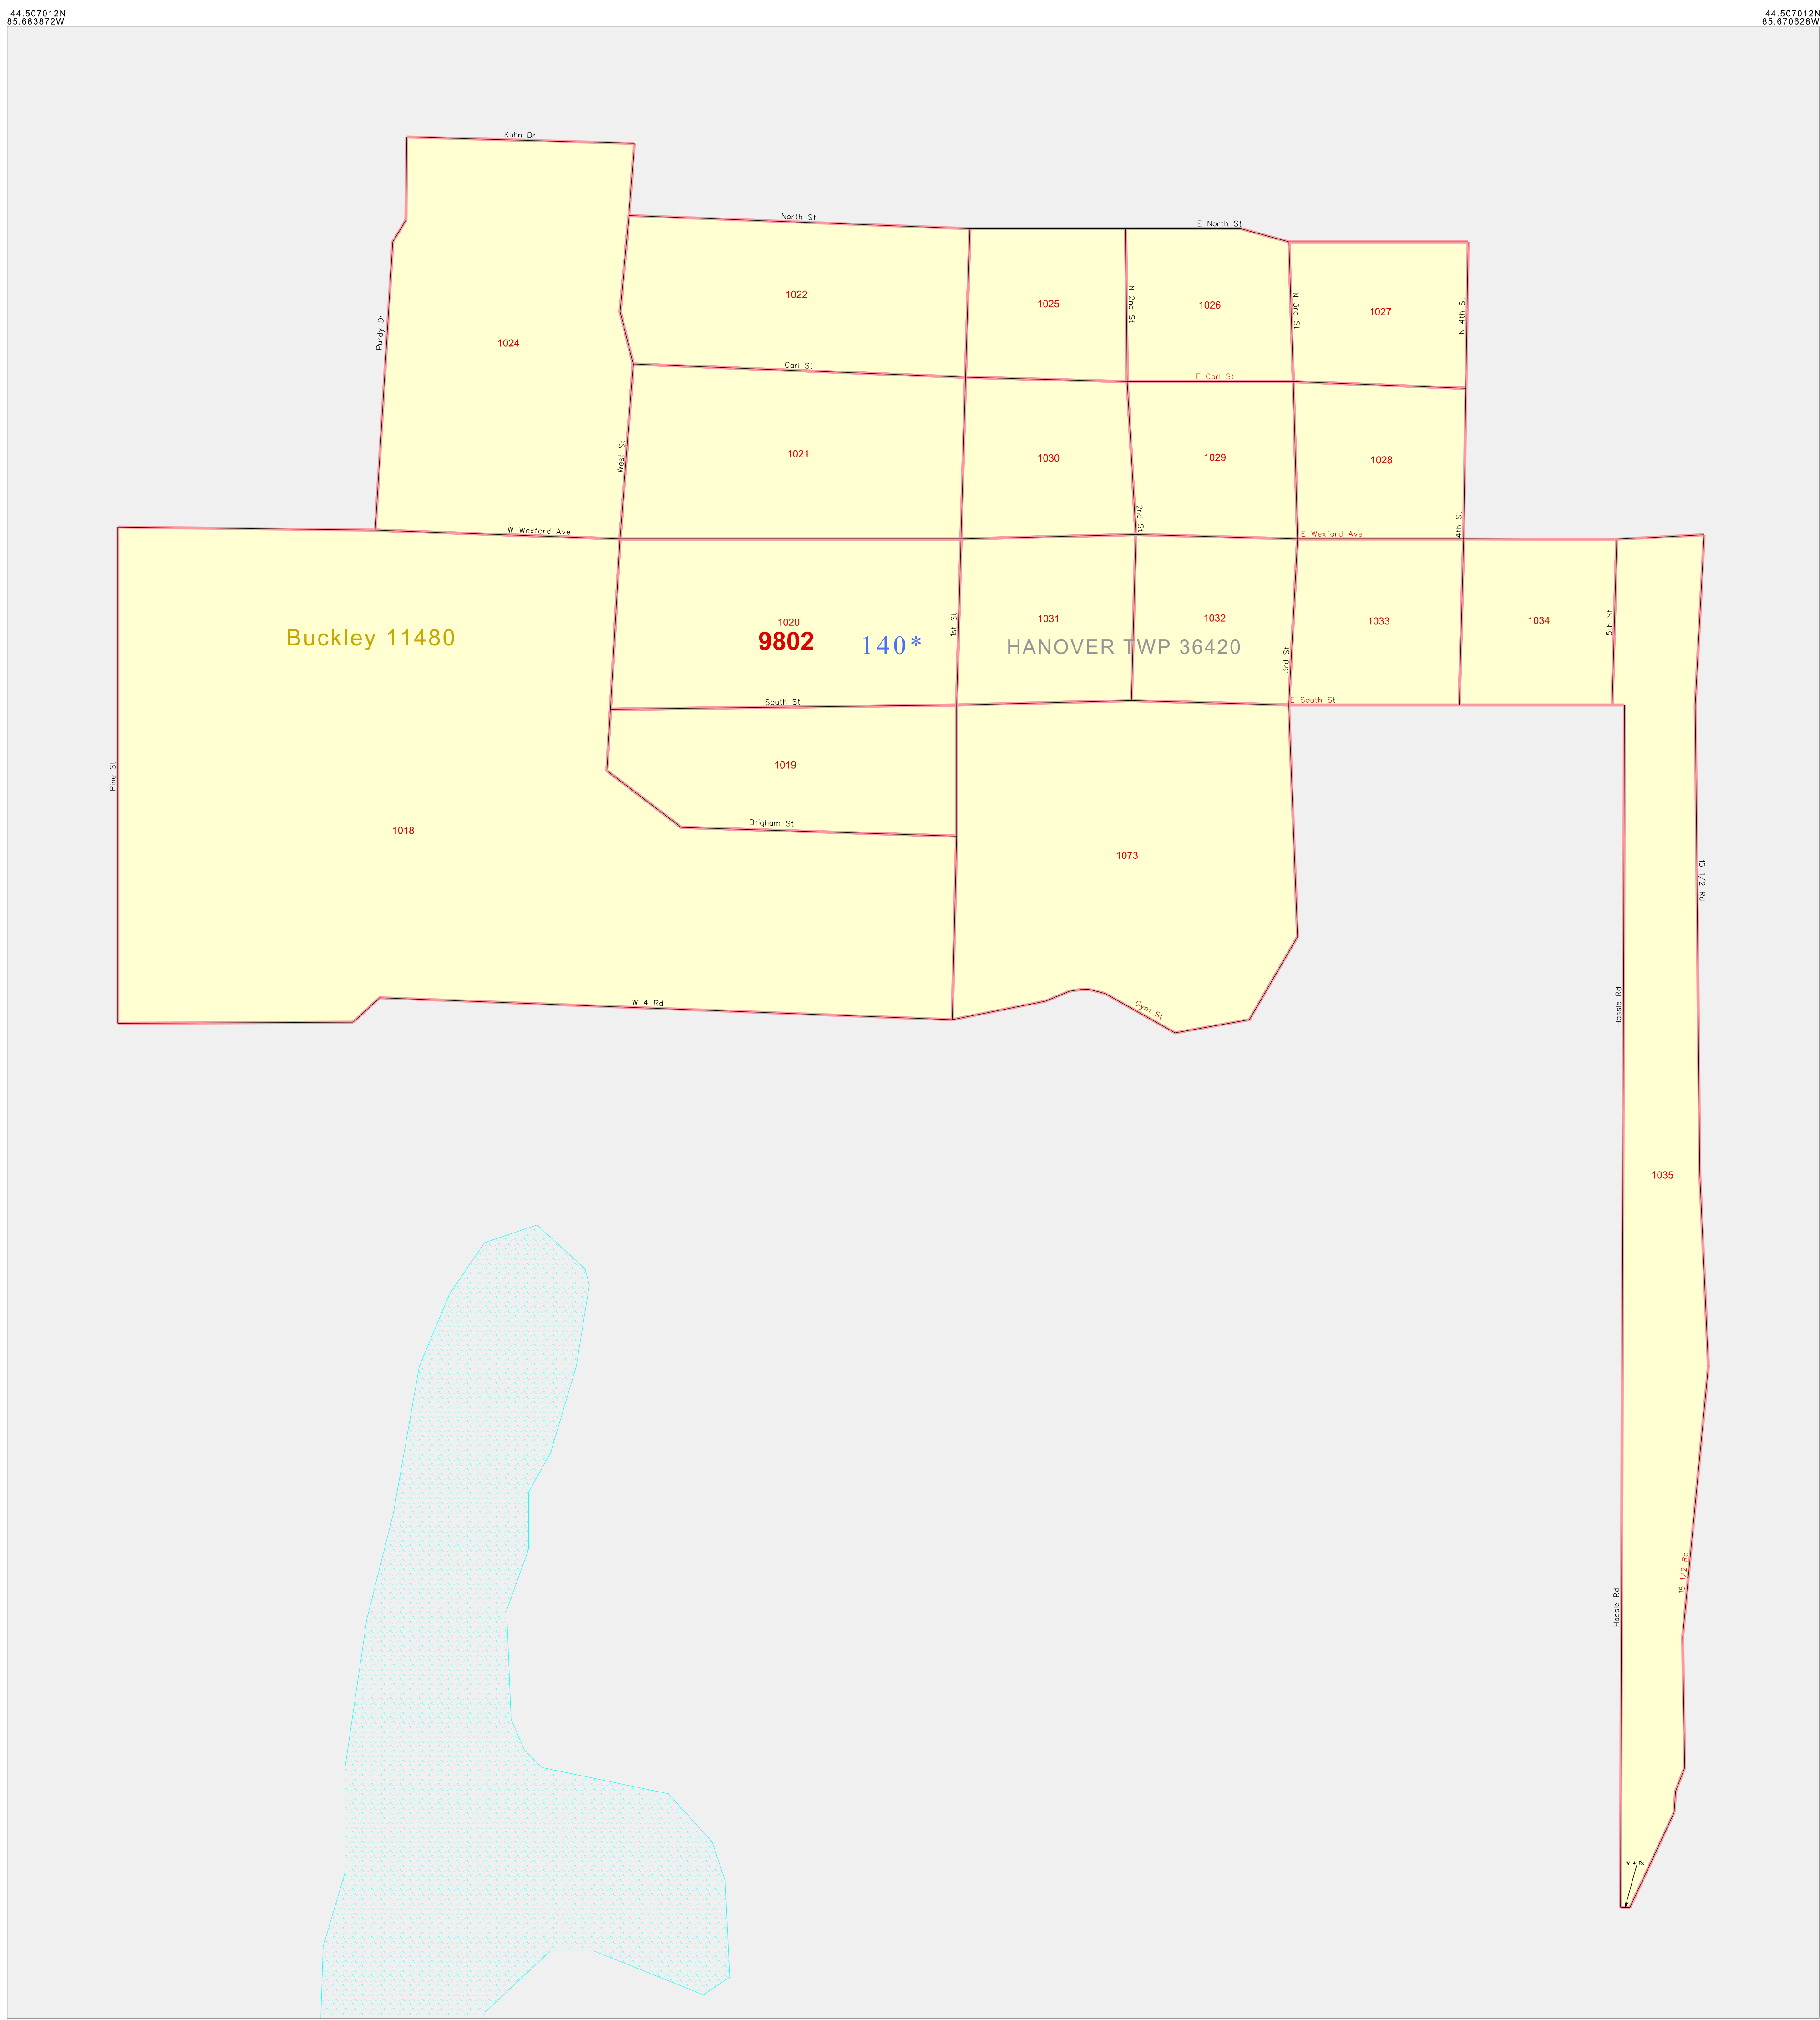 44.507012N
85.683872W
44.507012N
85.670628W
Kuhn Dr
North St
E North St
1022
1025
1026
1027
N 2nd St
N 3rd St
N 4th St
Purdy Dr
1024
Carl St
E Carl St
West St
1021
1030
1029
1028
2nd St
4th St
W Wexford Ave
E Wexford Ave
Buckley 11480
1020
9802
140*
1st St
1031
HANOVER TWP 36420
1032
3rd St
1033
1034
5th St
South St
E South St
Pine St
1019
Brigham St
1018
1073
15 1/2 Rd
W 4 Rd
Gym St
Hassle Rd
1035
15 1/2 Rd
Hassle Rd
W 4 Rd